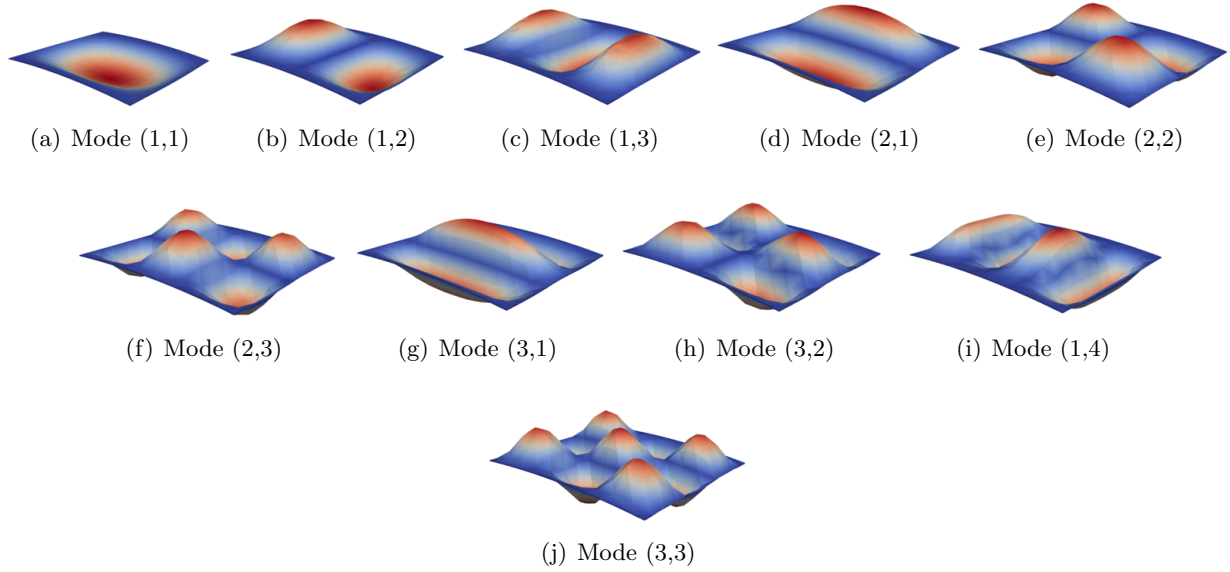 (a) Mode (1,1)
(b) Mode (1,2)
(c) Mode (1,3)
(d) Mode (2,1)
(e) Mode (2,2)
(f) Mode (2,3)
(g) Mode (3,1)
(h) Mode (3,2)
(i) Mode (1,4)
(j) Mode (3,3)